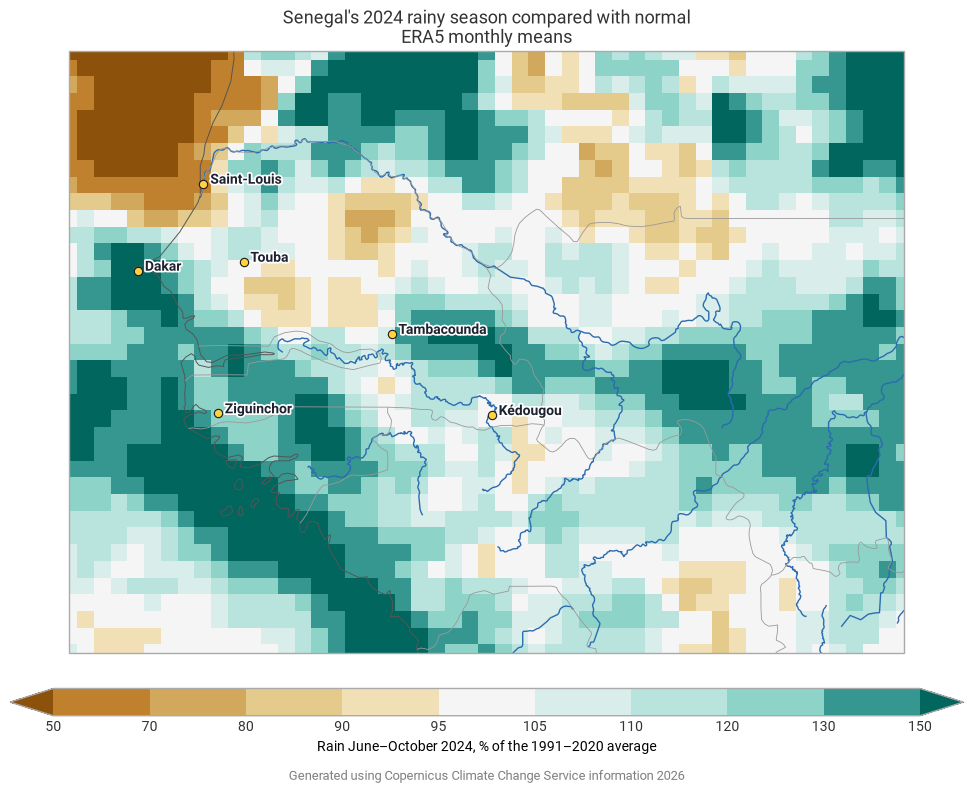 Senegal's 2024 rainy season compared with normal
ERA5 monthly means
Saint-Louis
Touba
Dakar
Tambacounda
Ziguinchor
Kédougou
50 70 80 90 95 105 110 120 130 150
Rain June–October 2024, % of the 1991–2020 average
Generated using Copernicus Climate Change Service information 2026